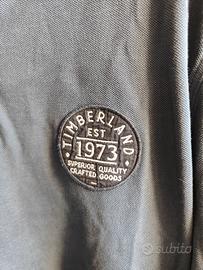 TIMBERLAND
EST
1973
SUPERIOR QUALITY
CRAFTED GOODS
subito